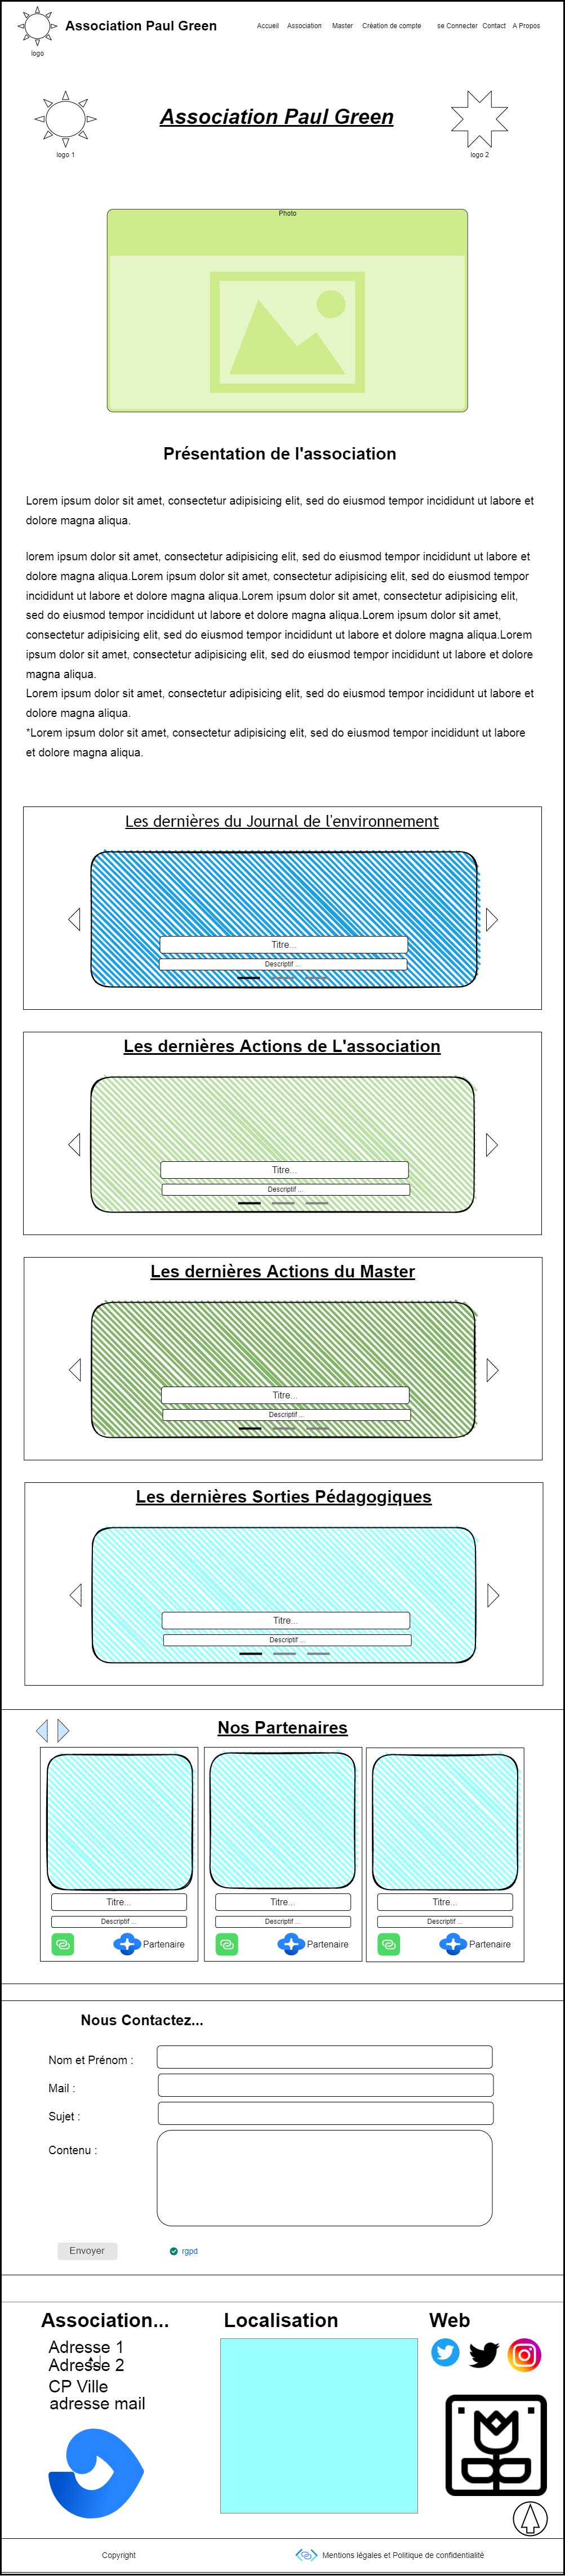 Association Paul Green
Accueil Association Master Création de compte se Connecter Contact A Propos
logo
Association Paul Green
logo 1
logo 2
Photo
Présentation de l'association
Lorem ipsum dolor sit amet, consectetur adipisicing elit, sed do eiusmod tempor incididunt ut labore et
dolore magna aliqua.
lorem ipsum dolor sit amet, consectetur adipisicing elit, sed do eiusmod tempor incididunt ut labore et
dolore magna aliqua.Lorem ipsum dolor sit amet, consectetur adipisicing elit, sed do eiusmod tempor
incididunt ut labore et dolore magna aliqua.Lorem ipsum dolor sit amet, consectetur adipisicing elit,
sed do eiusmod tempor incididunt ut labore et dolore magna aliqua.Lorem ipsum dolor sit amet,
consectetur adipisicing elit, sed do eiusmod tempor incididunt ut labore et dolore magna aliqua.Lorem
ipsum dolor sit amet, consectetur adipisicing elit, sed do eiusmod tempor incididunt ut labore et dolore
magna aliqua.
Lorem ipsum dolor sit amet, consectetur adipisicing elit, sed do eiusmod tempor incididunt ut labore et
dolore magna aliqua.
*Lorem ipsum dolor sit amet, consectetur adipisicing elit, sed do eiusmod tempor incididunt ut labore
et dolore magna aliqua.
Les dernières du Journal de l'environnement
Titre...
Descriptif ...
Les dernières Actions de L'association
Titre...
Descriptif ...
Les dernières Actions du Master
Titre...
Descriptif ...
Les dernières Sorties Pédagogiques
Titre...
Descriptif ...
Nos Partenaires
Titre... Titre... Titre...
Descriptif ... Descriptif ... Descriptif ...
Partenaire Partenaire Partenaire
Nous Contactez...
Nom et Prénom :
Mail :
Sujet :
Contenu :
Envoyer
rgpd
Association... Localisation Web
Adresse 1
Adresse 2
CP Ville
adresse mail
Copyright
Mentions légales et Politique de confidentialité